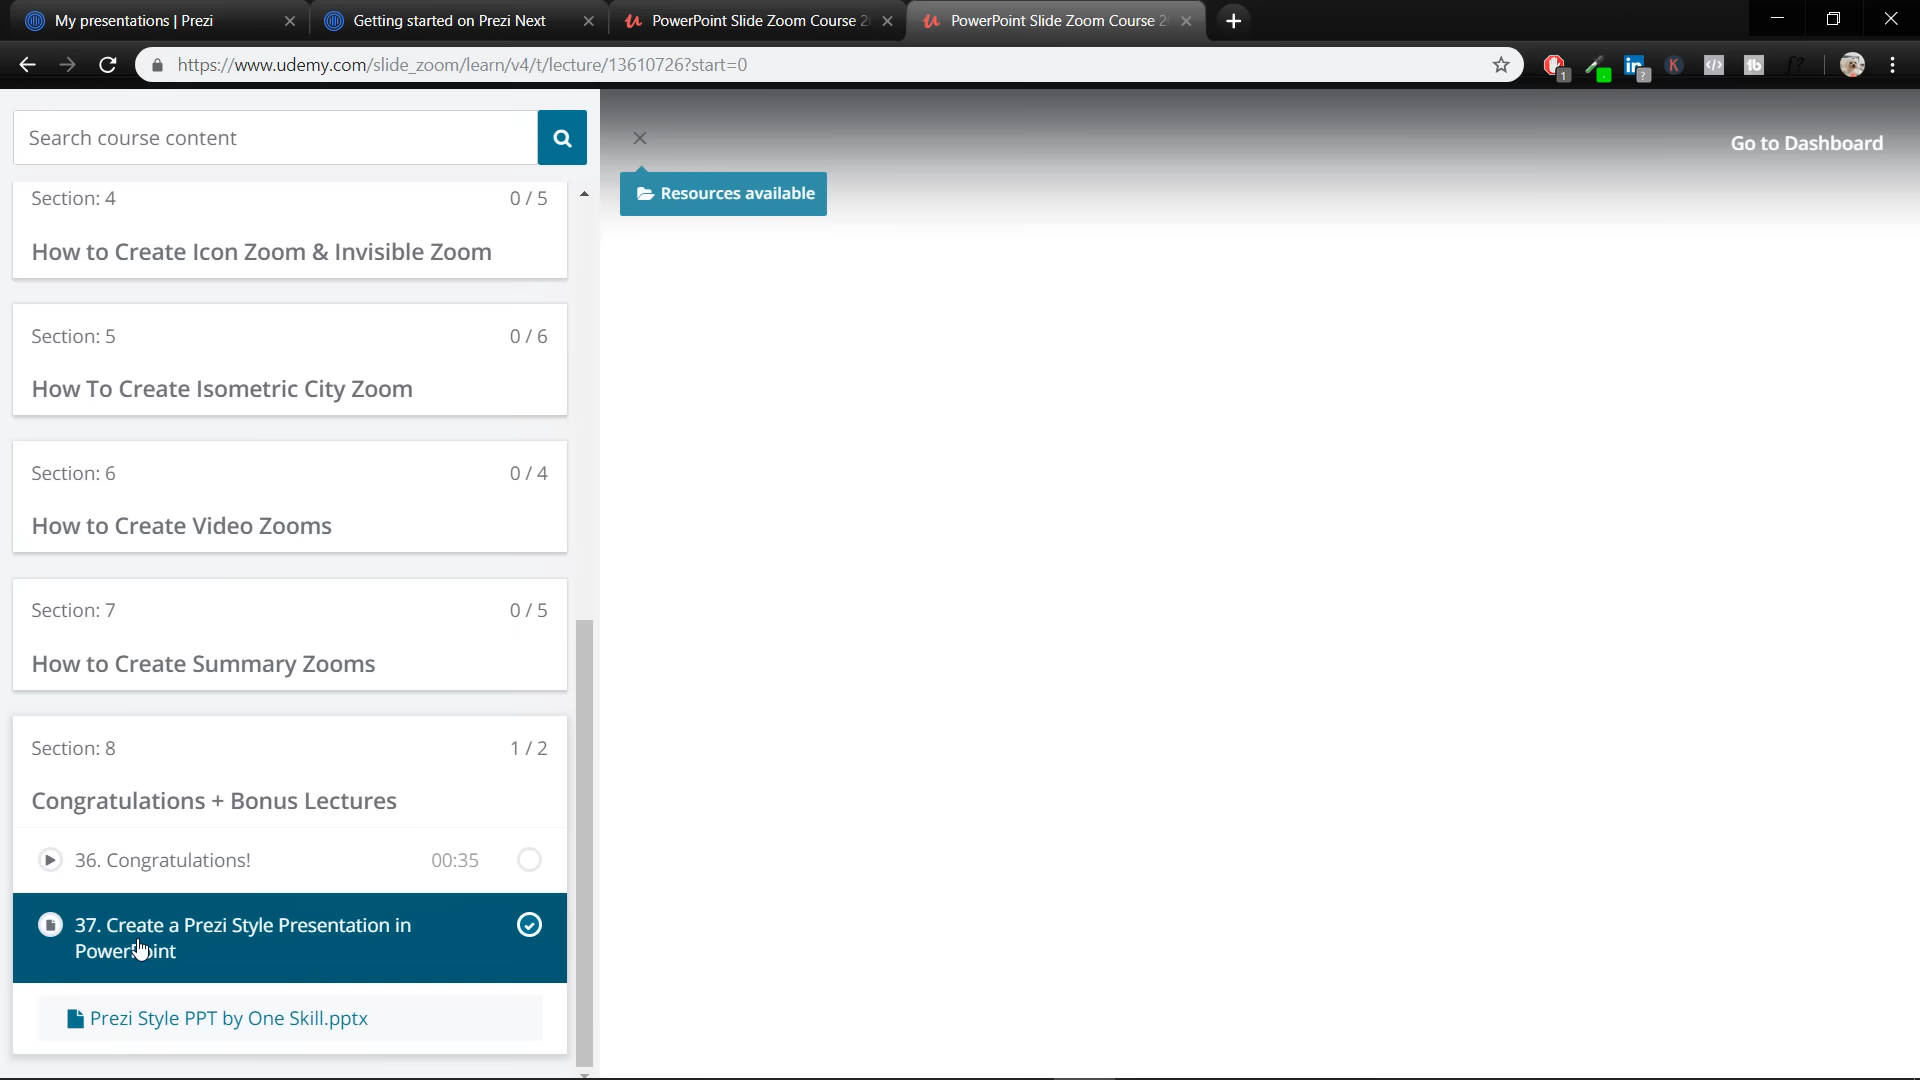 My presentations | Prezi
Getting started on Prezi Next
PowerPoint Slide Zoom Course 2
PowerPoint Slide Zoom Course 2
https://www.udemy.com/slide_zoom/learn/v4/t/lecture/13610726?start=0
1
in
?
K
</>
tb
f?
Search course content
Go to Dashboard
Resources available
Section: 4 0 / 5
How to Create Icon Zoom & Invisible Zoom
Section: 5 0 / 6
How To Create Isometric City Zoom
Section: 6 0 / 4
How to Create Video Zooms
Section: 7 0 / 5
How to Create Summary Zooms
Section: 8 1 / 2
Congratulations + Bonus Lectures
36. Congratulations! 00:35
37. Create a Prezi Style Presentation in
PowerPoint
Prezi Style PPT by One Skill.pptx